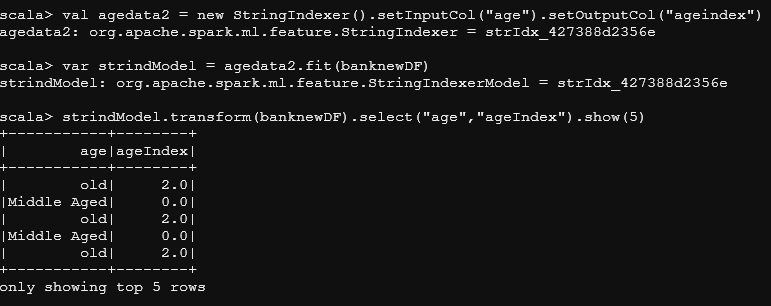 scala> val agedata2 = new StringIndexer().setInputCol("age").setOutputCol("ageindex")
agedata2: org.apache.spark.ml.feature.StringIndexer = strIdx_427388d2356e
scala> var strindModel = agedata2.fit(banknewDF)
strindModel: org.apache.spark.ml.feature.StringIndexerModel = strIdx_427388d2356e
scala> strindModel.transform(banknewDF).select("age","ageIndex").show(5)
+-----------+--------+
|        age|ageIndex|
+-----------+--------+
|        old|     2.0|
|Middle Aged|     0.0|
|        old|     2.0|
|Middle Aged|     0.0|
|        old|     2.0|
+-----------+--------+
only showing top 5 rows